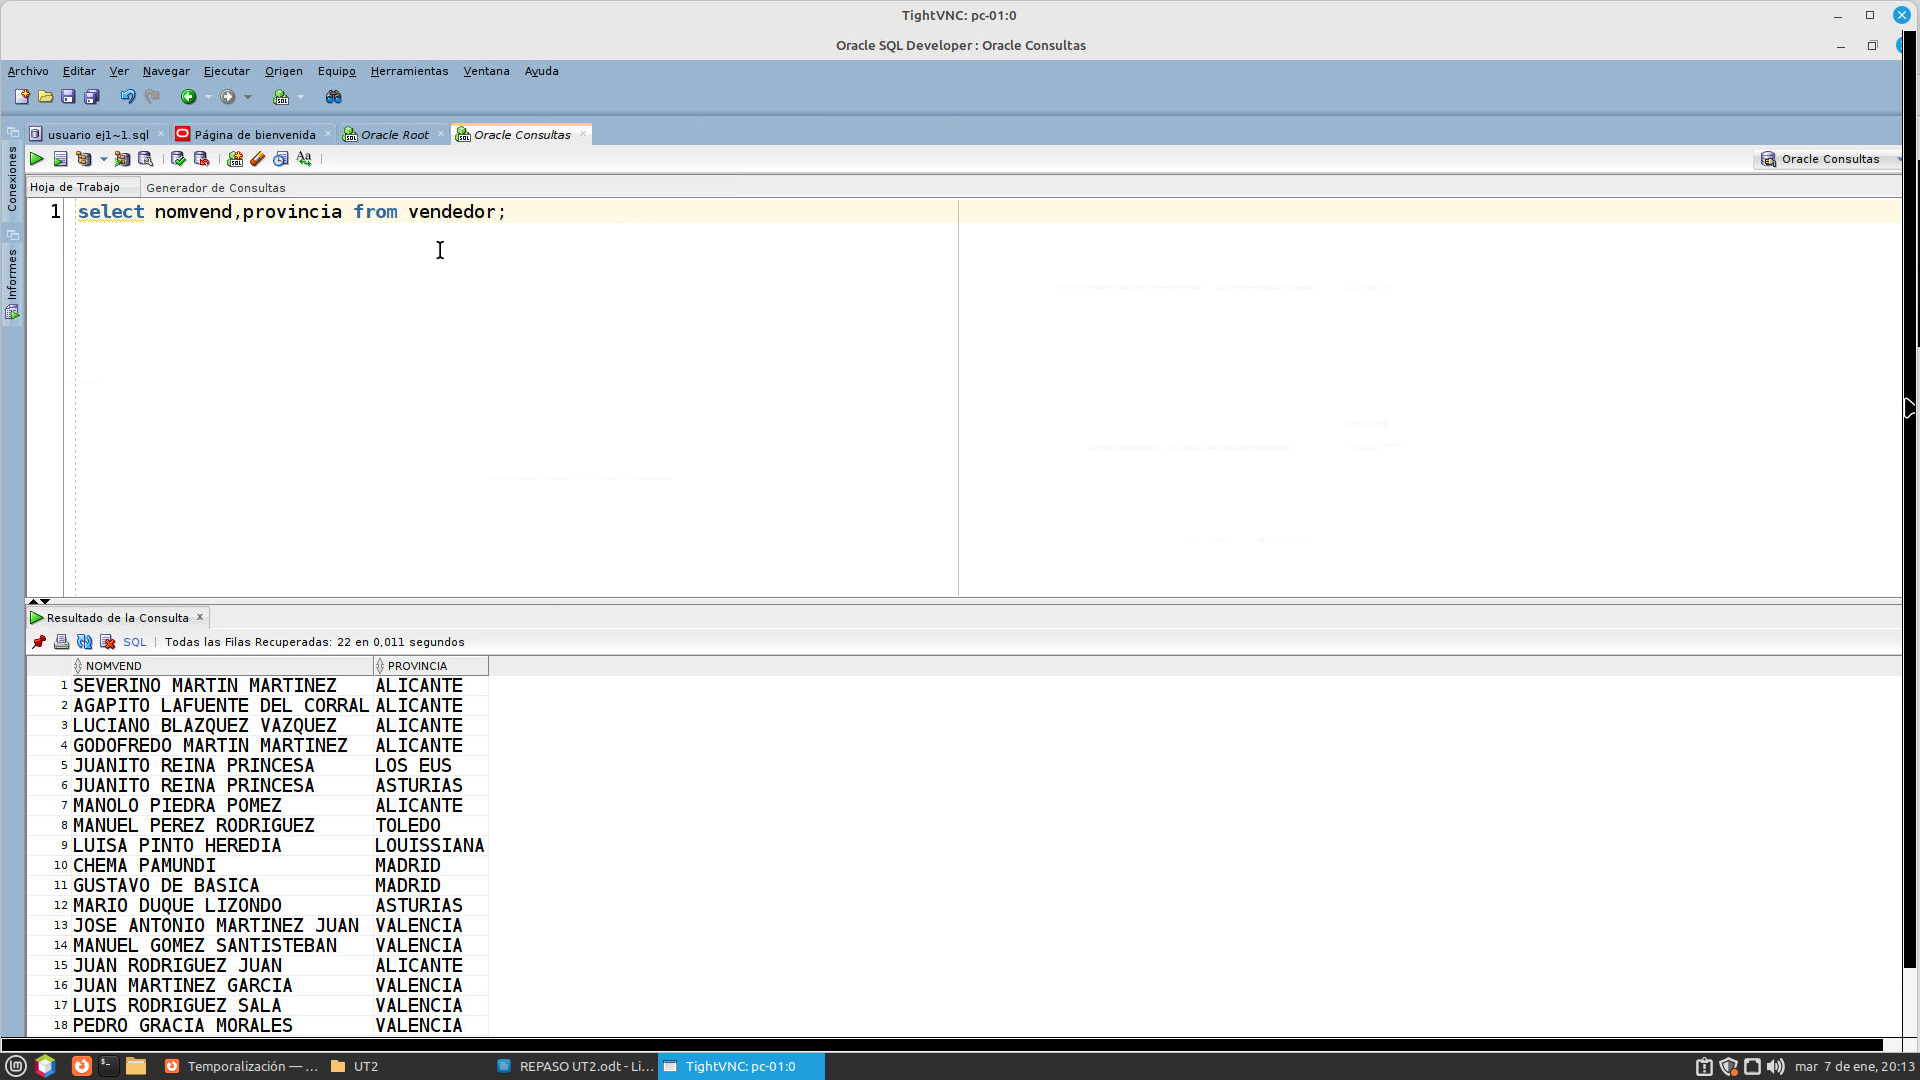 TightVNC: pc-01:0
Oracle SQL Developer : Oracle Consultas
Archivo Editar Ver Navegar Ejecutar Origen Equipo Herramientas Ventana Ayuda
usuario ej1~1.sql Página de bienvenida Oracle Root Oracle Consultas
Conexiones
Oracle Consultas
Hoja de Trabajo Generador de Consultas
1 select nomvend,provincia from vendedor;
Informes
Resultado de la Consulta
SQL Todas las Filas Recuperadas: 22 en 0,011 segundos
NOMVEND PROVINCIA
1 SEVERINO MARTIN MARTINEZ ALICANTE
2 AGAPITO LAFUENTE DEL CORRAL ALICANTE
3 LUCIANO BLAZQUEZ VAZQUEZ ALICANTE
4 GODOFREDO MARTIN MARTINEZ ALICANTE
5 JUANITO REINA PRINCESA LOS EUS
6 JUANITO REINA PRINCESA ASTURIAS
7 MANOLO PIEDRA POMEZ ALICANTE
8 MANUEL PEREZ RODRIGUEZ TOLEDO
9 LUISA PINTO HEREDIA LOUISSIANA
10 CHEMA PAMUNDI MADRID
11 GUSTAVO DE BASICA MADRID
12 MARIO DUQUE LIZONDO ASTURIAS
13 JOSE ANTONIO MARTINEZ JUAN VALENCIA
14 MANUEL GOMEZ SANTISTEBAN VALENCIA
15 JUAN RODRIGUEZ JUAN ALICANTE
16 JUAN MARTINEZ GARCIA VALENCIA
17 LUIS RODRIGUEZ SALA VALENCIA
18 PEDRO GRACIA MORALES VALENCIA
Temporalización — ... UT2 REPASO UT2.odt - Li... TightVNC: pc-01:0 mar 7 de ene, 20:13